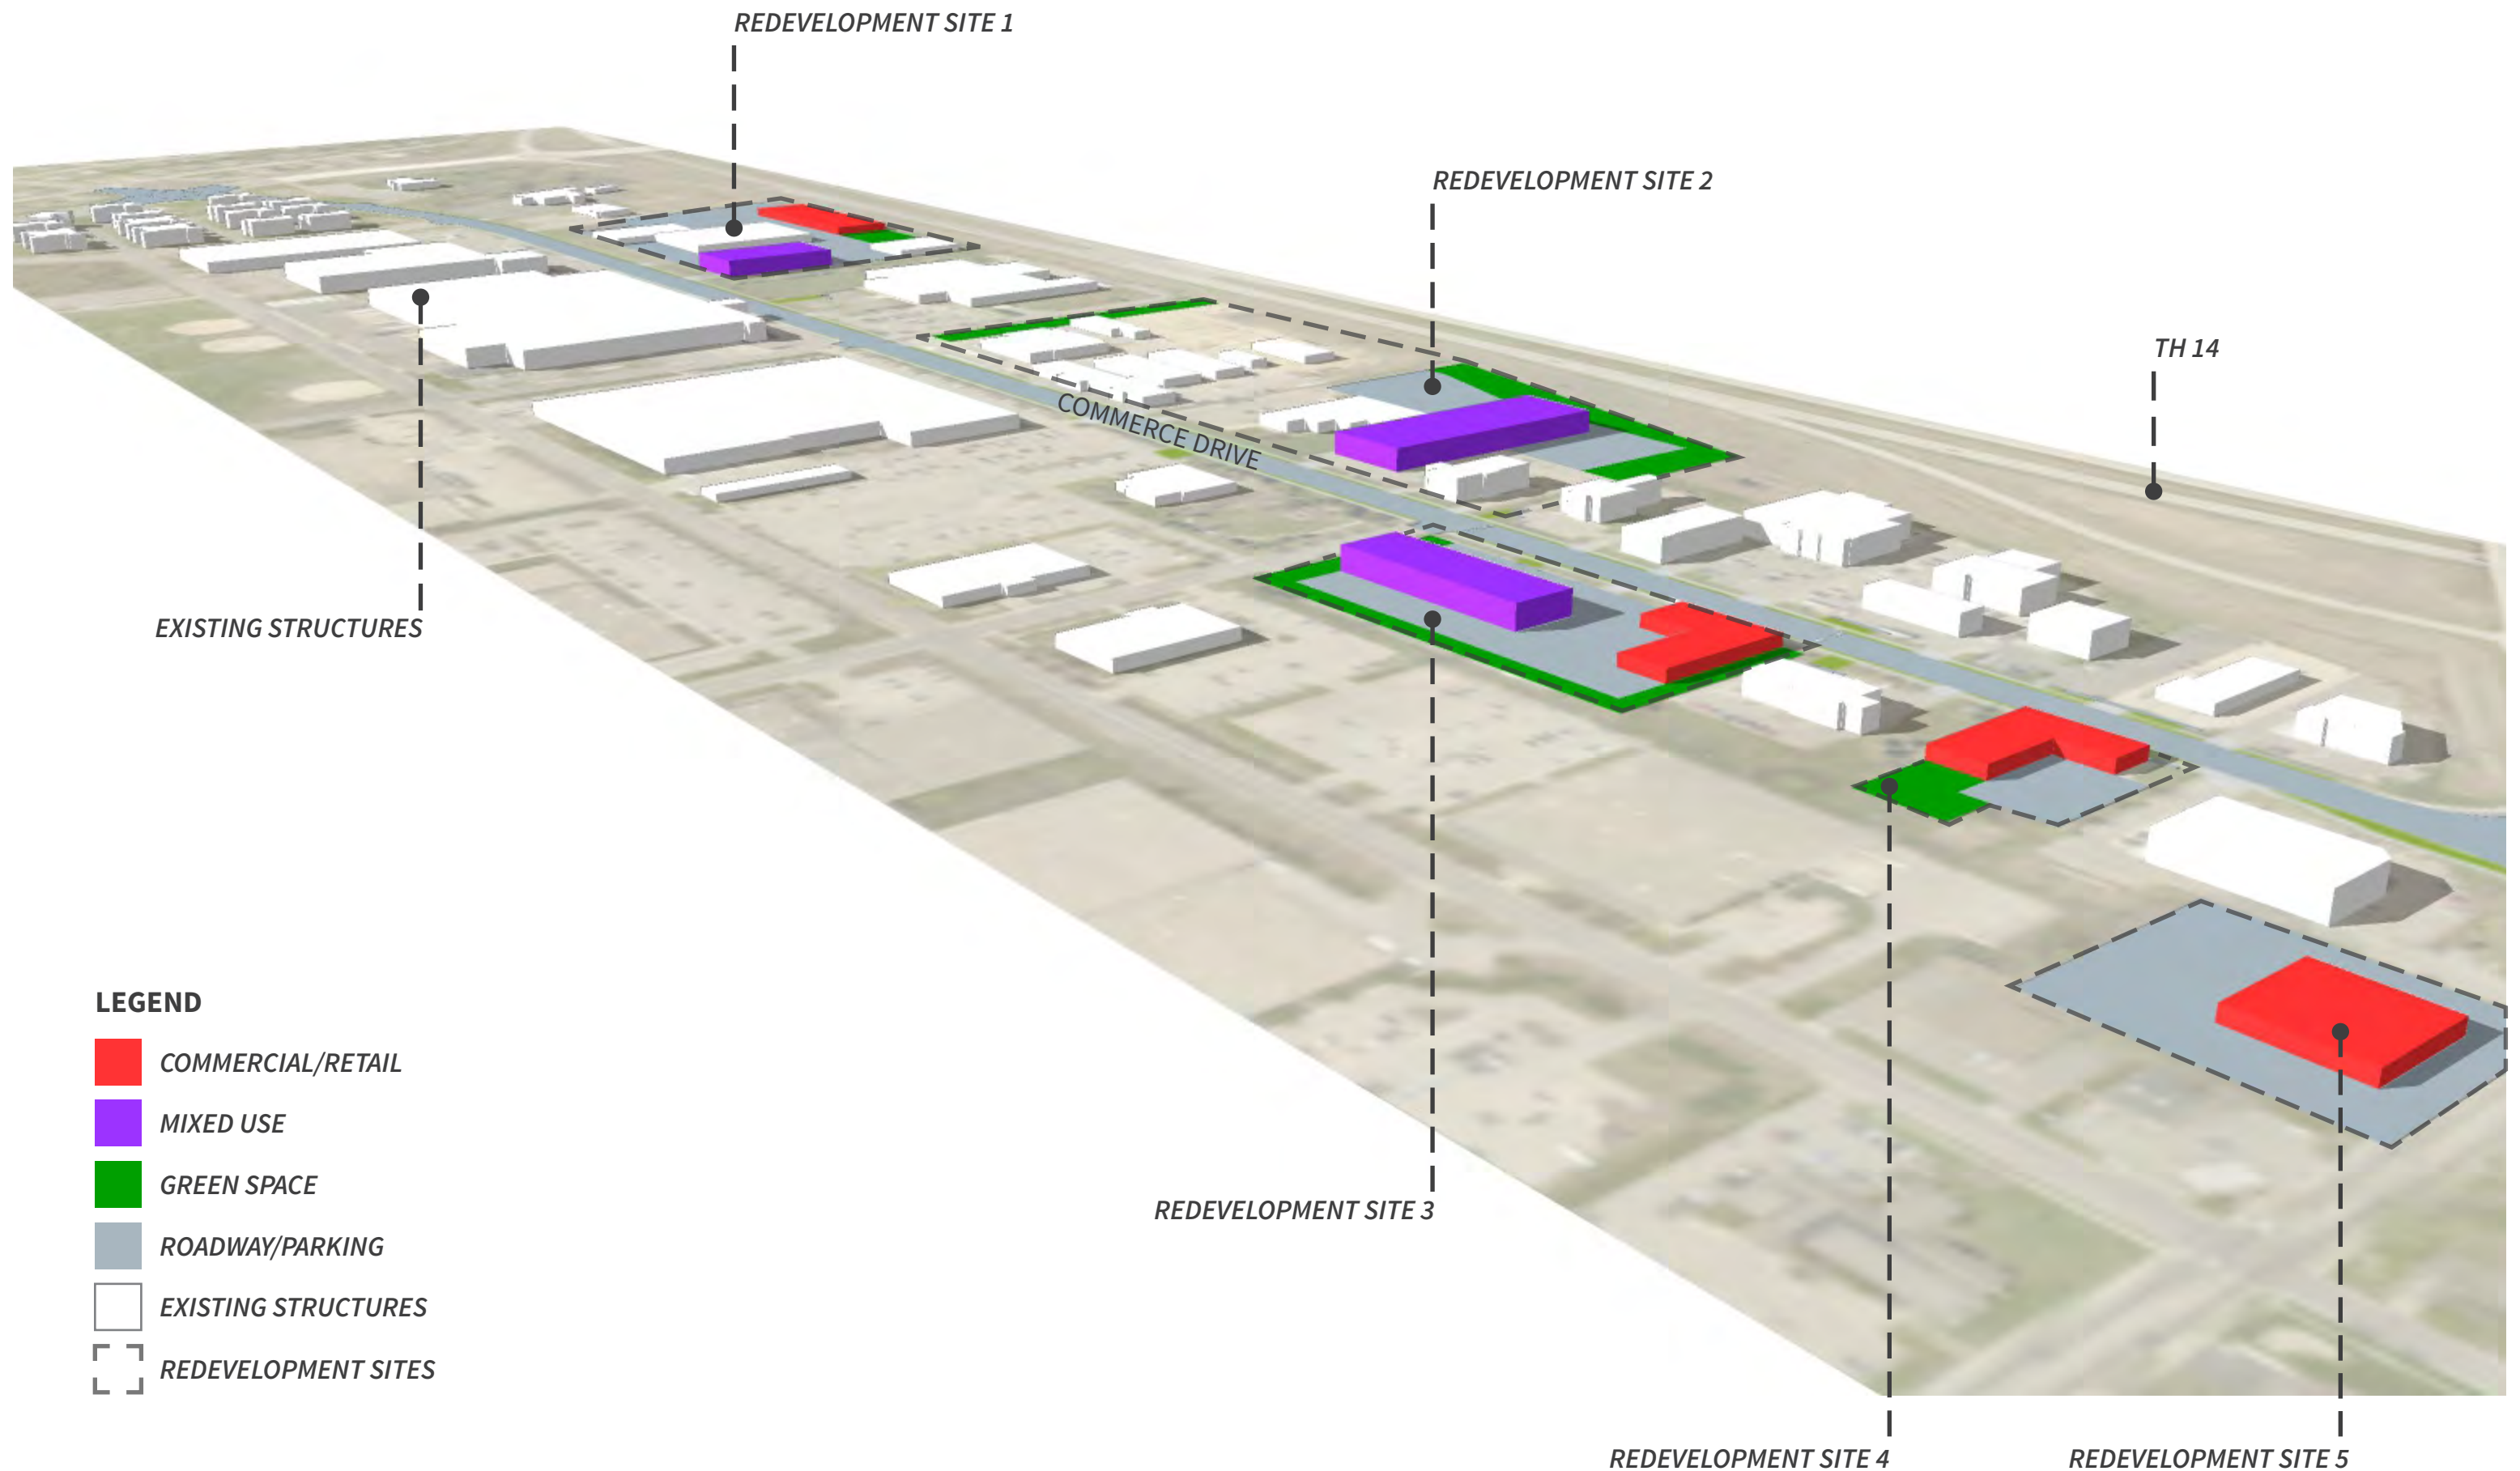 REDEVELOPMENT SITE 1
REDEVELOPMENT SITE 2
TH 14
COMMERCE DRIVE
EXISTING STRUCTURES
REDEVELOPMENT SITE 3
REDEVELOPMENT SITE 4
REDEVELOPMENT SITE 5
LEGEND
COMMERCIAL/RETAIL
MIXED USE
GREEN SPACE
ROADWAY/PARKING
EXISTING STRUCTURES
REDEVELOPMENT SITES